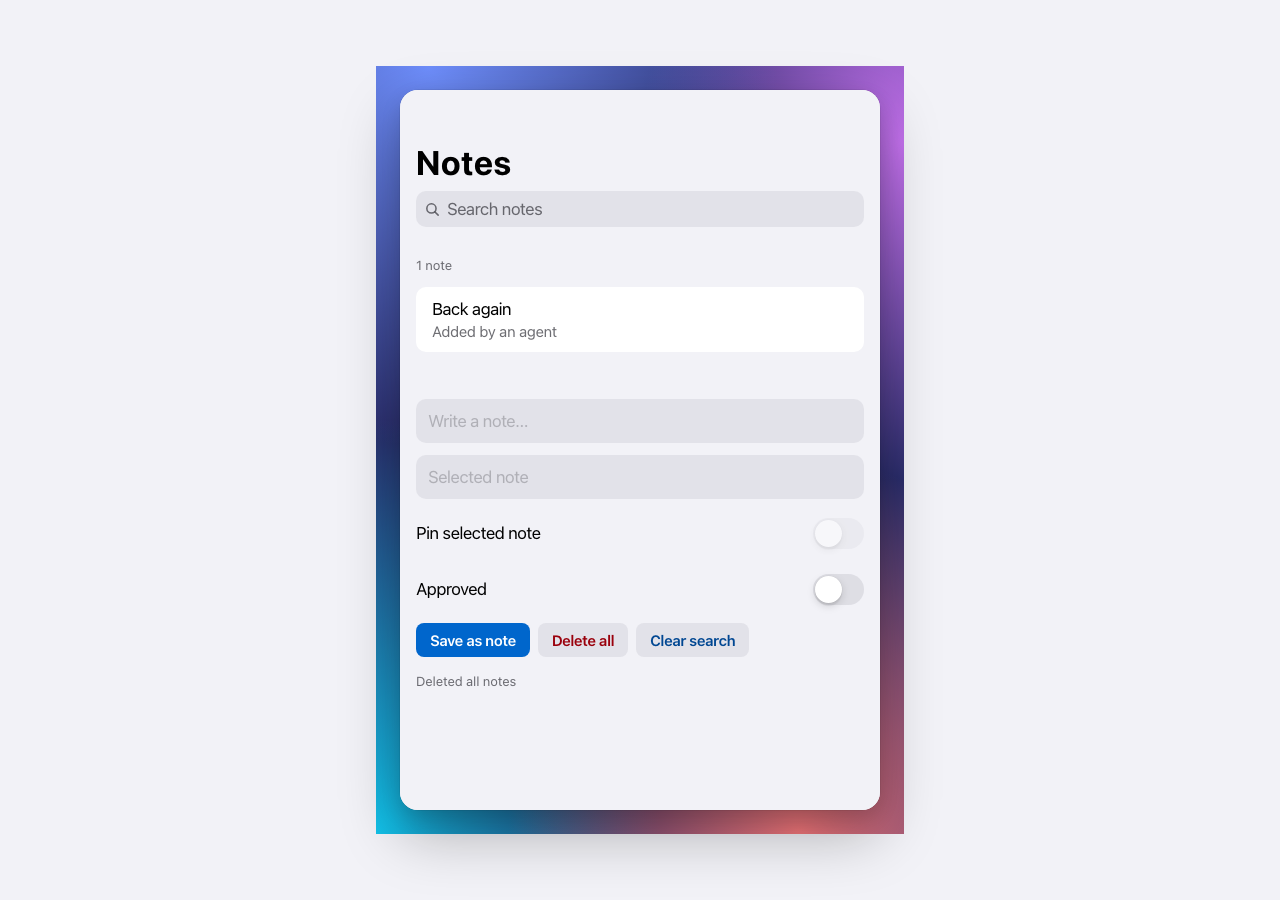 Notes
Search notes
1 note
Back again
Added by an agent
Write a note...
Selected note
Pin selected note
Approved
Save as note
Delete all
Clear search
Deleted all notes